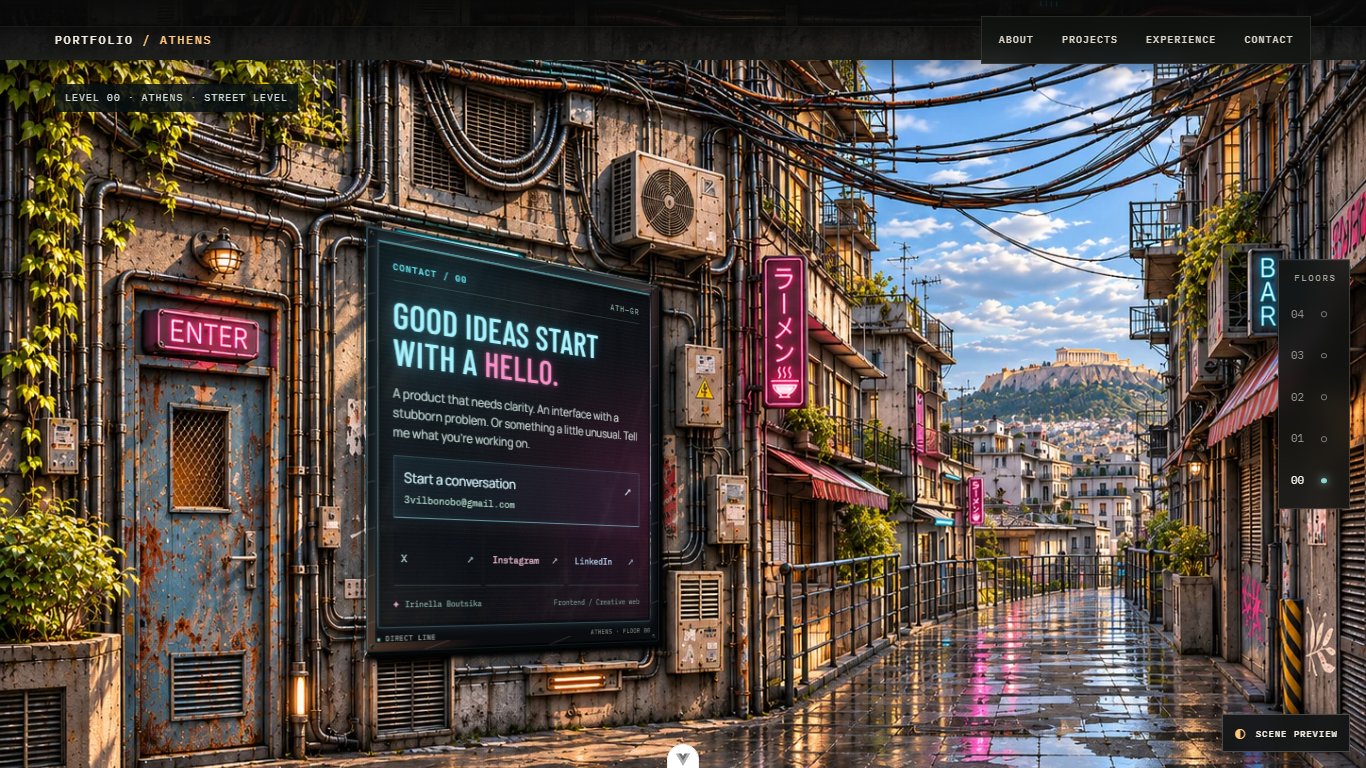 PORTFOLIO / ATHENS
ABOUT PROJECTS EXPERIENCE CONTACT
LEVEL 00 · ATHENS · STREET LEVEL
ENTER
CONTACT / 00
ATH—GR
GOOD IDEAS START
WITH A HELLO.
A product that needs clarity. An interface with a
stubborn problem. Or something a little unusual. Tell
me what you're working on.
Start a conversation ↗
3vilbonobo@gmail.com
X ↗ Instagram ↗ LinkedIn ↗
✦ Irinella Boutsika
Frontend / Creative web
DIRECT LINE
ATHENS · FLOOR 00
ラーメン
BAR
FLOORS
04
03
02
01
00
SCENE PREVIEW